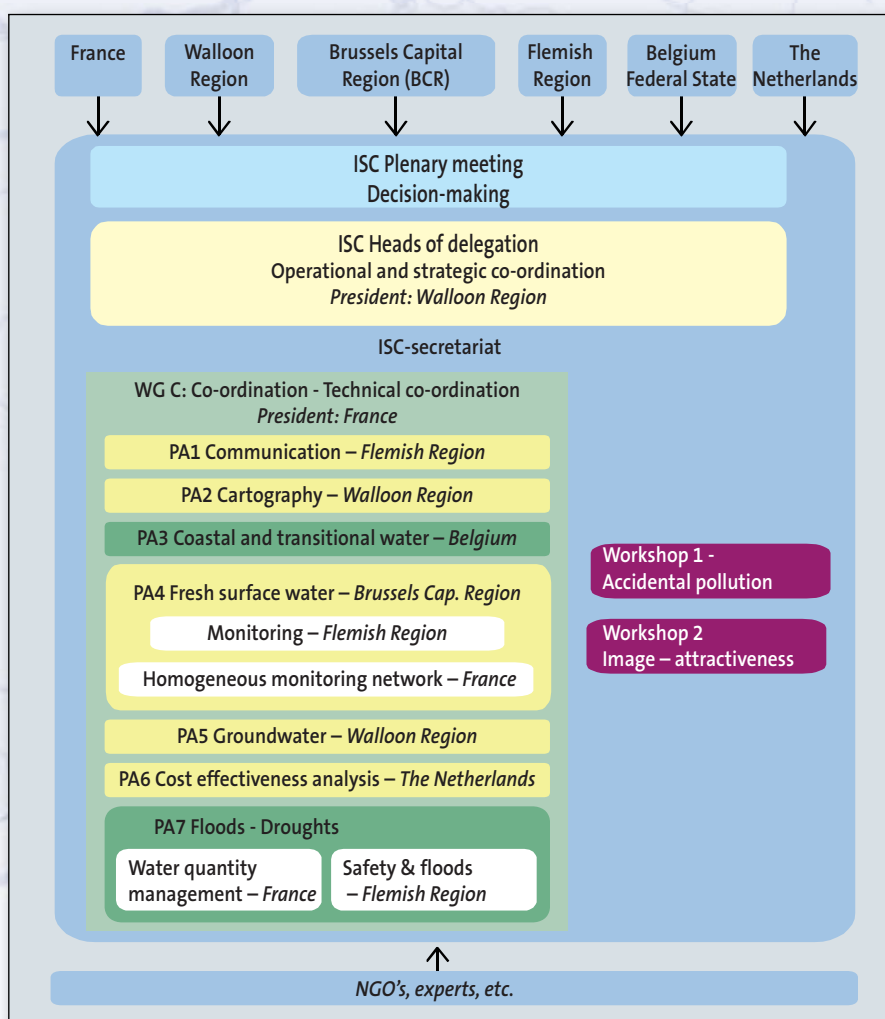 France
Walloon
Region
Brussels Capital
Region (BCR)
Flemish
Region
Belgium
Federal State
The
Netherlands
ISC Plenary meeting
Decision-making
ISC Heads of delegation
Operational and strategic co-ordination
President: Walloon Region
ISC-secretariat
WG C: Co-ordination - Technical co-ordination
President: France
PA1 Communication – Flemish Region
PA2 Cartography – Walloon Region
PA3 Coastal and transitional water – Belgium
PA4 Fresh surface water – Brussels Cap. Region
Monitoring – Flemish Region
Homogeneous monitoring network – France
PA5 Groundwater – Walloon Region
PA6 Cost effectiveness analysis – The Netherlands
PA7 Floods - Droughts
Water quantity
management – France
Safety & floods
– Flemish Region
Workshop 1 -
Accidental pollution
Workshop 2
Image – attractiveness
NGO's, experts, etc.